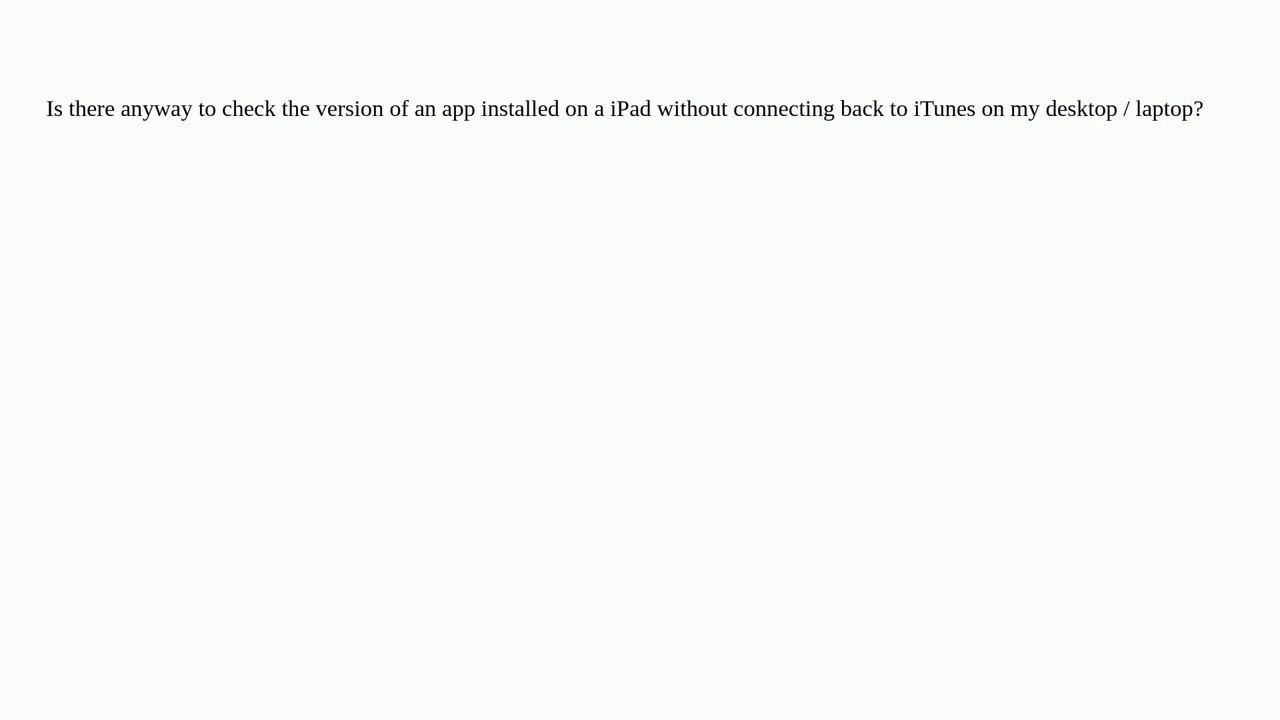 Is there anyway to check the version of an app installed on a iPad without connecting back to iTunes on my desktop / laptop?